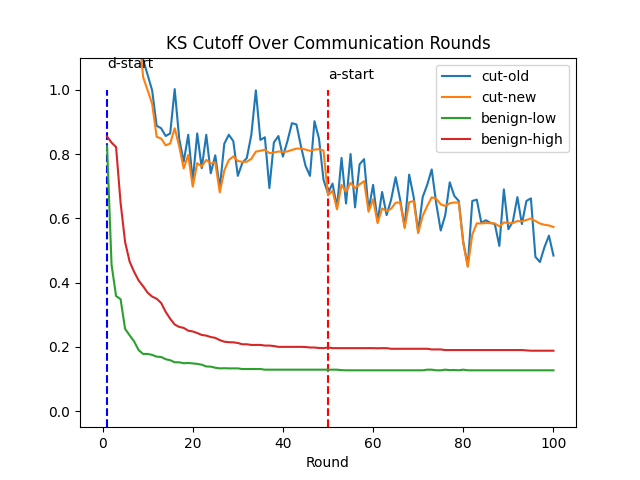 KS Cutoff Over Communication Rounds
d-start
a-start
cut-old
cut-new
benign-low
benign-high
1.0
0.8
0.6
0.4
0.2
0.0
0 20 40 60 80 100
Round